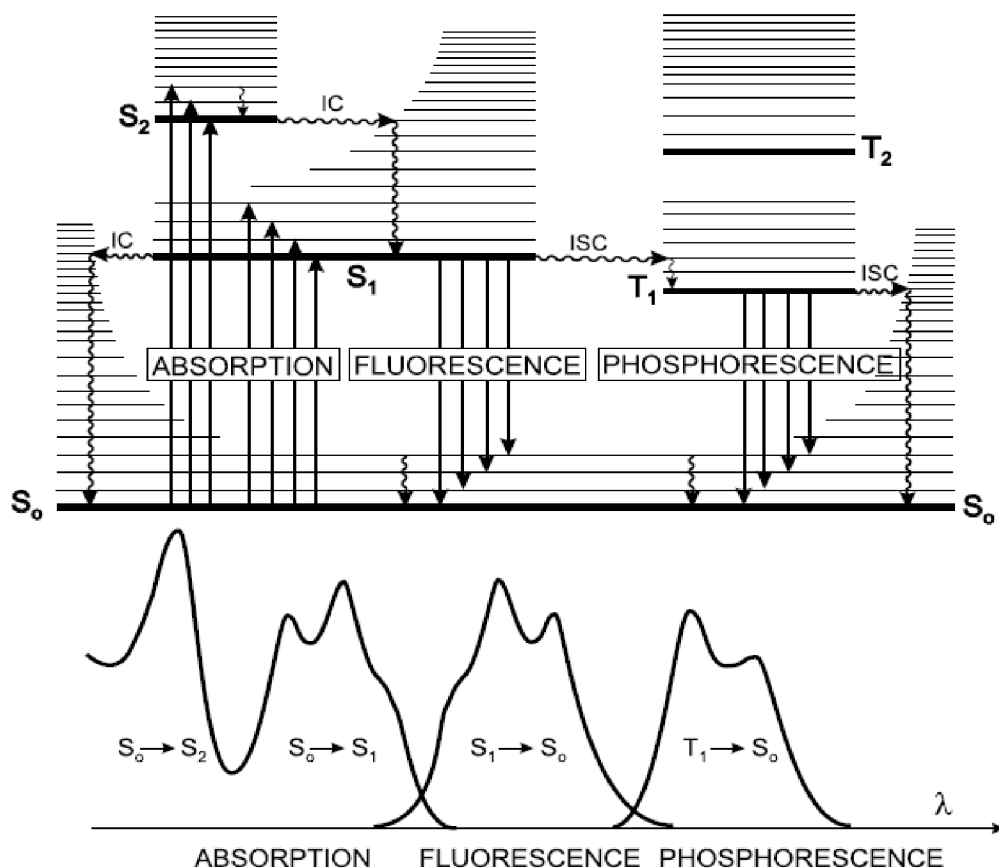 IC
S₂
T₂
IC
S₁
ISC
T₁
ISC
ABSORPTION
FLUORESCENCE
PHOSPHORESCENCE
Sₒ
Sₒ
Sₒ→S₂
Sₒ→S₁
S₁→Sₒ
T₁→Sₒ
λ
ABSORPTION FLUORESCENCE PHOSPHORESCENCE